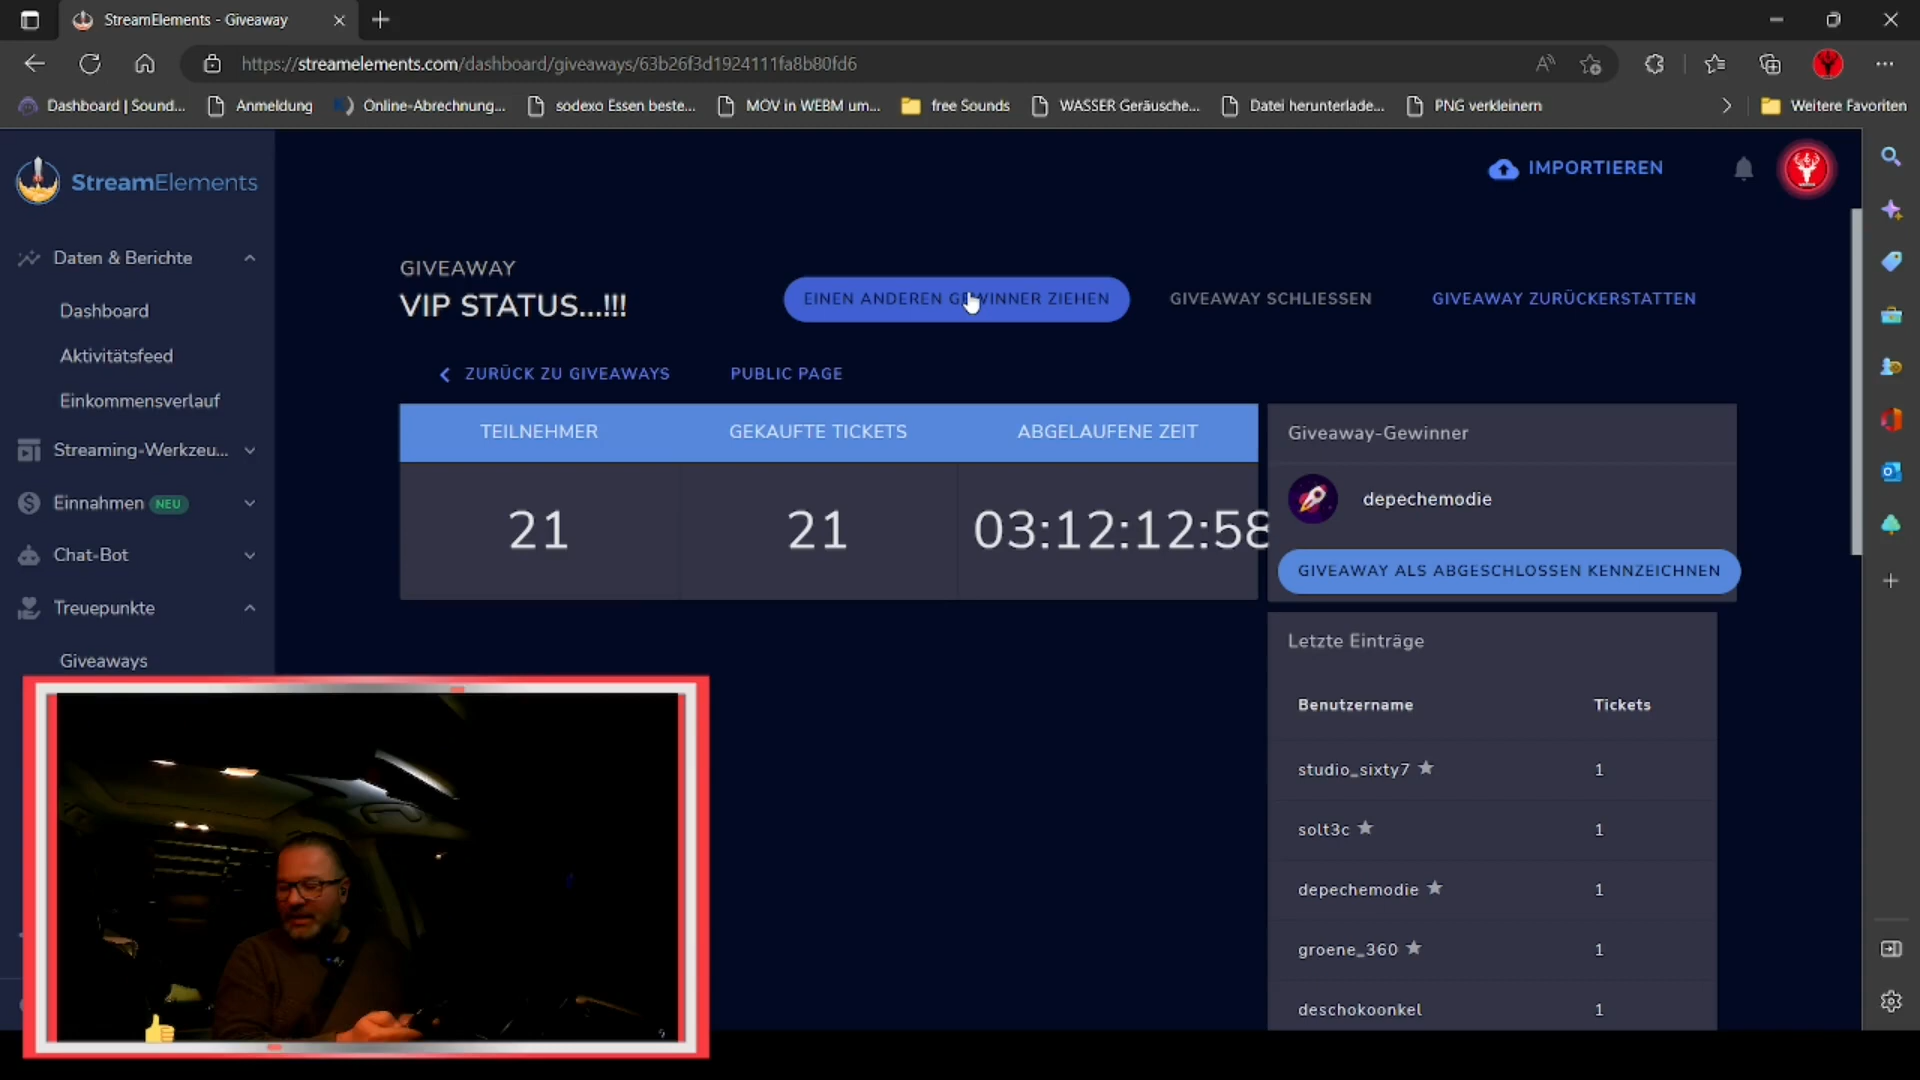 StreamElements - Giveaway
https://streamelements.com/dashboard/giveaways/63b26f3d1924111fa8b80fd6
Dashboard | Sound...
Anmeldung
Online-Abrechnung...
sodexo Essen beste...
MOV in WEBM um...
free Sounds
WASSER Geräusche...
Datei herunterlade...
PNG verkleinern
Weitere Favoriten
StreamElements
IMPORTIEREN
Daten & Berichte
Dashboard
Aktivitätsfeed
Einkommensverlauf
Streaming-Werkzeu...
Einnahmen NEU
Chat-Bot
Treuepunkte
Giveaways
GIVEAWAY
VIP STATUS...!!!
EINEN ANDEREN GEWINNER ZIEHEN
GIVEAWAY SCHLIESSEN
GIVEAWAY ZURÜCKERSTATTEN
ZURÜCK ZU GIVEAWAYS
PUBLIC PAGE
TEILNEHMER
GEKAUFTE TICKETS
ABGELAUFENE ZEIT
21
21
03:12:12:58
Giveaway-Gewinner
depechemodie
GIVEAWAY ALS ABGESCHLOSSEN KENNZEICHNEN
Letzte Einträge
Benutzername Tickets
studio_sixty7 1
solt3c 1
depechemodie 1
groene_360 1
deschokoonkel 1